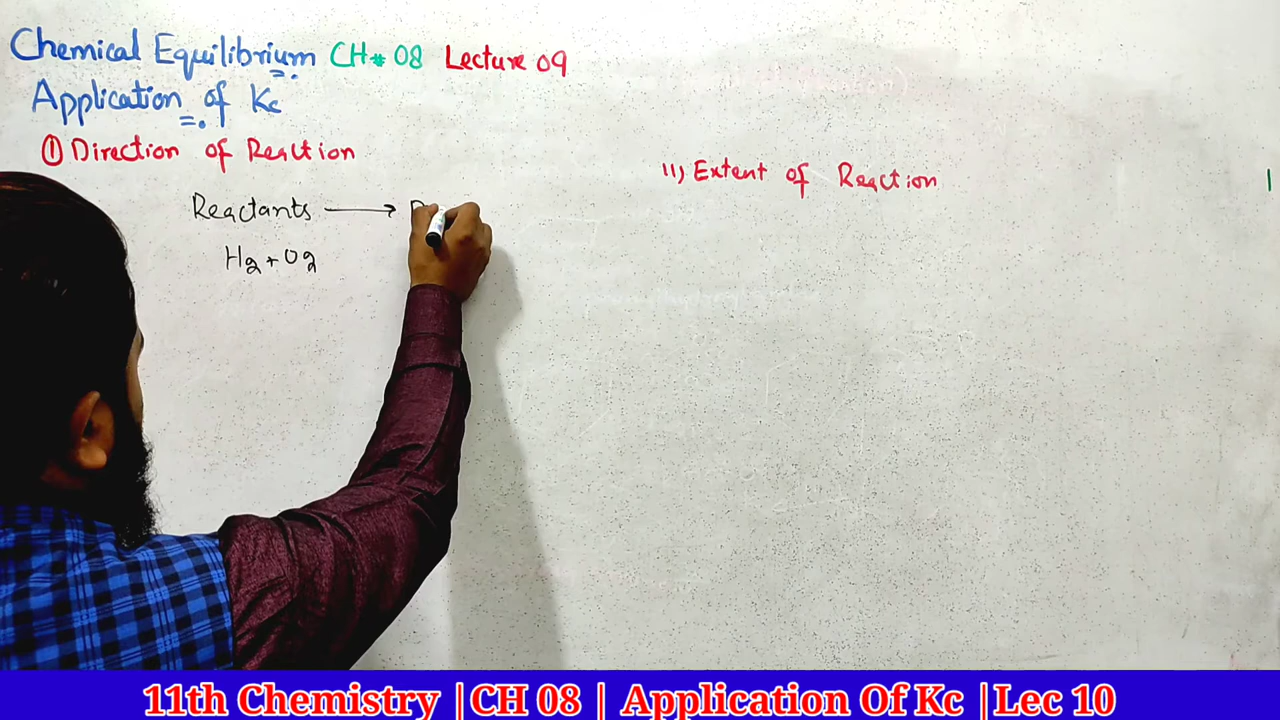 Chemical Equilibrium CH# 08 Lecture 09
Application of Kc
① Direction of Reaction
11) Extent of Reaction
Reactants ⟶
H2 + O2
11th Chemistry |CH 08 | Application Of Kc |Lec 10